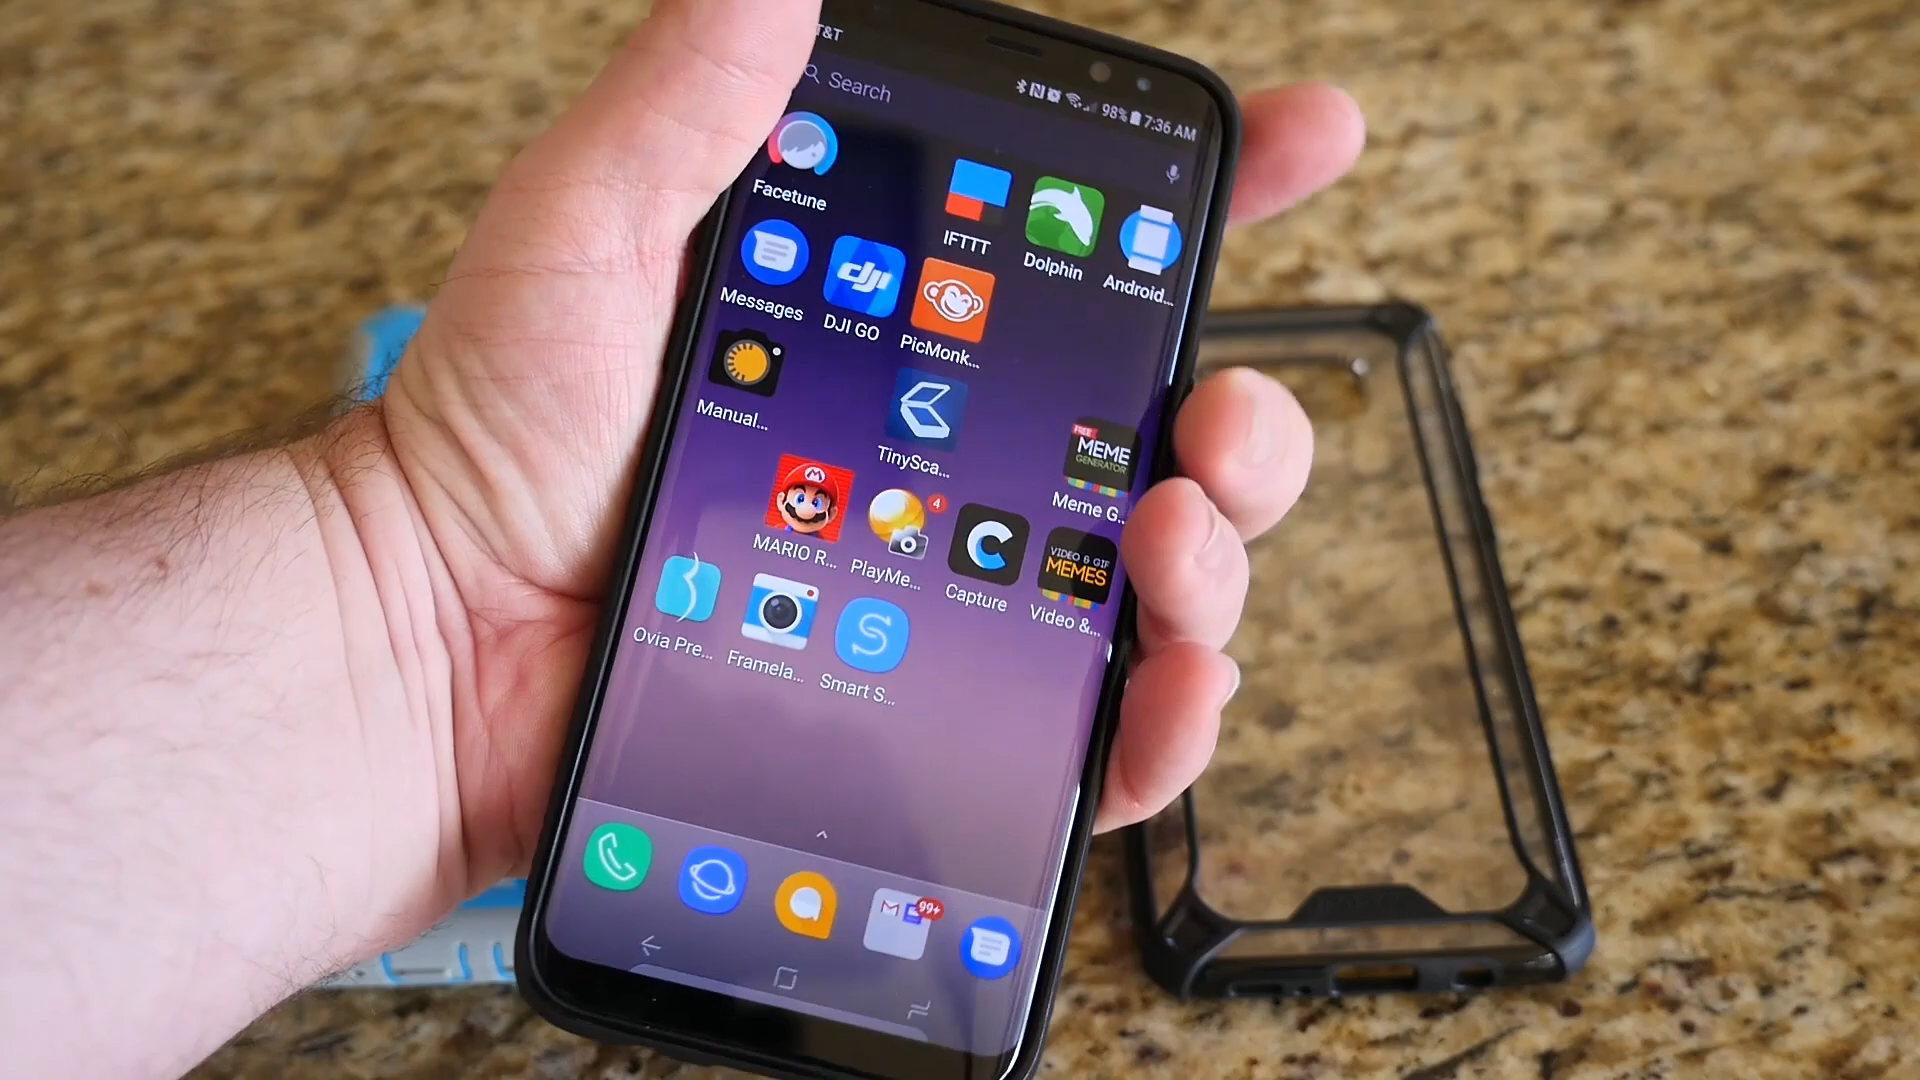 T&T
98% 7:36 AM
Search
Facetune
IFTTT
Dolphin
Android...
Messages
dji
DJI GO
PicMonk...
Manual...
TinySca...
FREE
MEME
GENERATOR
Meme G...
M
MARIO R...
4
PlayMe...
Capture
VIDEO & GIF
MEMES
Video &...
Ovia Pre...
Framela...
Smart S...
99+